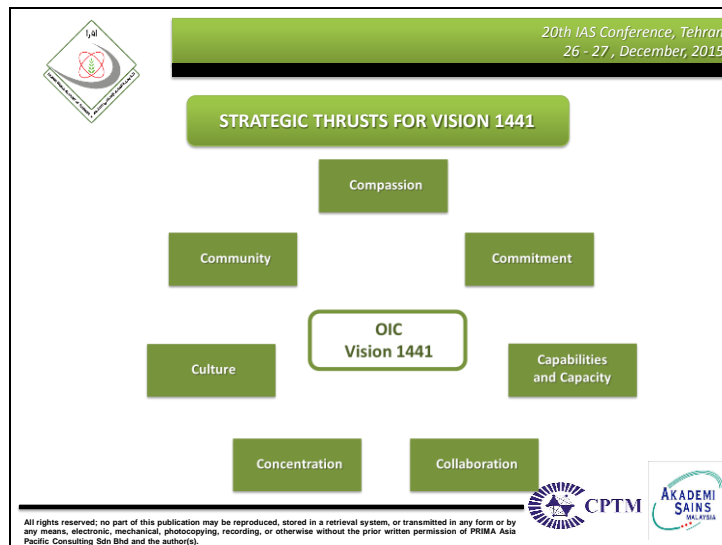 20th IAS Conference, Tehran
26 - 27 , December, 2015
STRATEGIC THRUSTS FOR VISION 1441
Compassion
Community
Commitment
OIC
Vision 1441
Culture
Capabilities
and Capacity
Concentration
Collaboration
CPTM
AKADEMI
SAINS
MALAYSIA
All rights reserved; no part of this publication may be reproduced, stored in a retrieval system, or transmitted in any form or by
any means, electronic, mechanical, photocopying, recording, or otherwise without the prior written permission of PRIMA Asia
Pacific Consulting Sdn Bhd and the author(s).